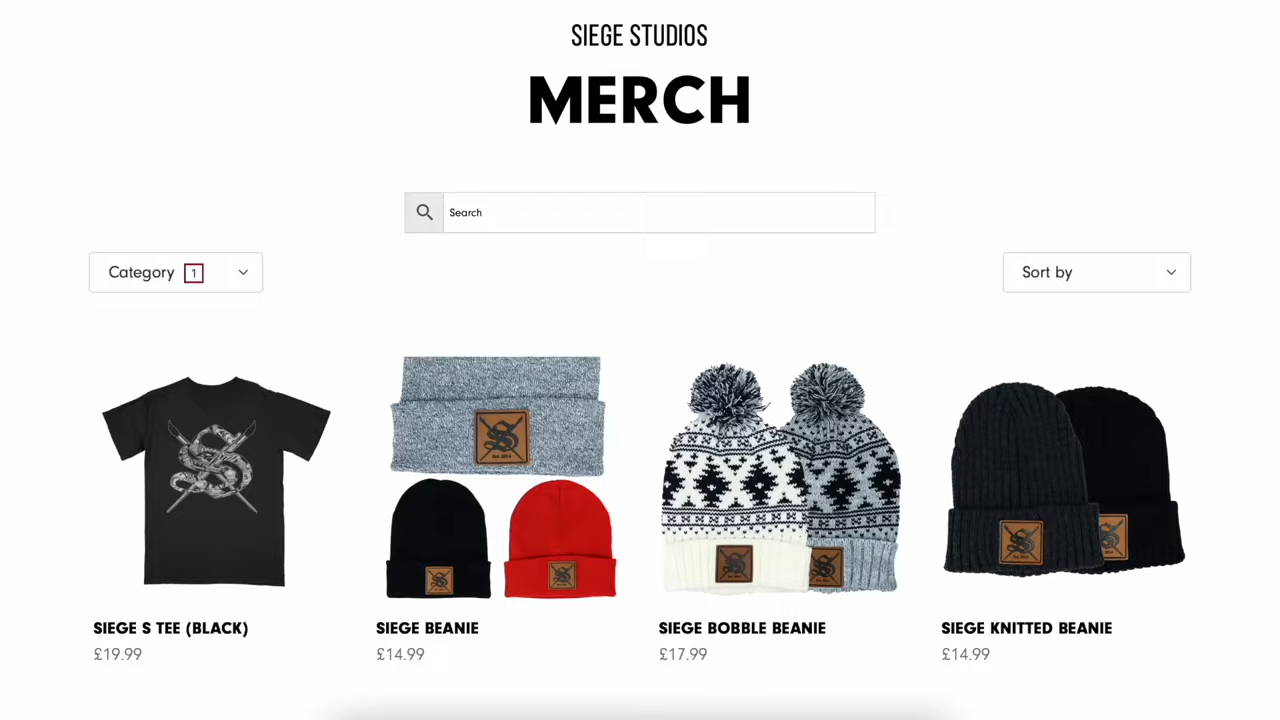 SIEGE STUDIOS
MERCH
Search
Category 1
Sort by
SIEGE S TEE (BLACK)
£19.99
SIEGE BEANIE
£14.99
SIEGE BOBBLE BEANIE
£17.99
SIEGE KNITTED BEANIE
£14.99